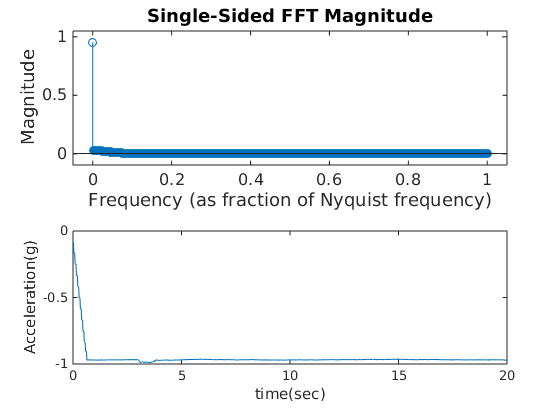 Single-Sided FFT Magnitude
1
0.5
0
Magnitude
0 0.2 0.4 0.6 0.8 1
Frequency (as fraction of Nyquist frequency)
0
-0.5
-1
Acceleration(g)
0 5 10 15 20
time(sec)